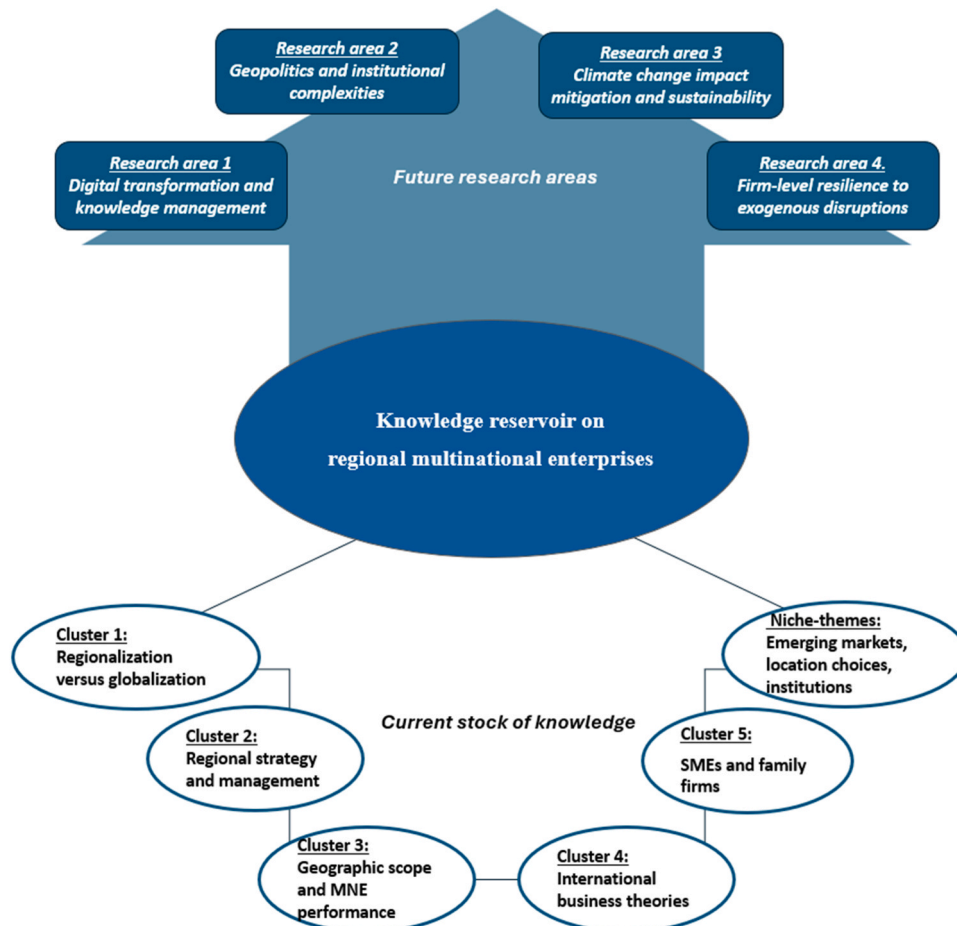 Research area 2
Geopolitics and institutional
complexities
Research area 3
Climate change impact
mitigation and sustainability
Research area 1
Digital transformation and
knowledge management
Future research areas
Research area 4.
Firm-level resilience to
exogenous disruptions
Knowledge reservoir on
regional multinational enterprises
Cluster 1:
Regionalization
versus globalization
Niche-themes:
Emerging markets,
location choices,
institutions
Current stock of knowledge
Cluster 2:
Regional strategy
and management
Cluster 5:
SMEs and family
firms
Cluster 3:
Geographic scope
and MNE
performance
Cluster 4:
International
business theories